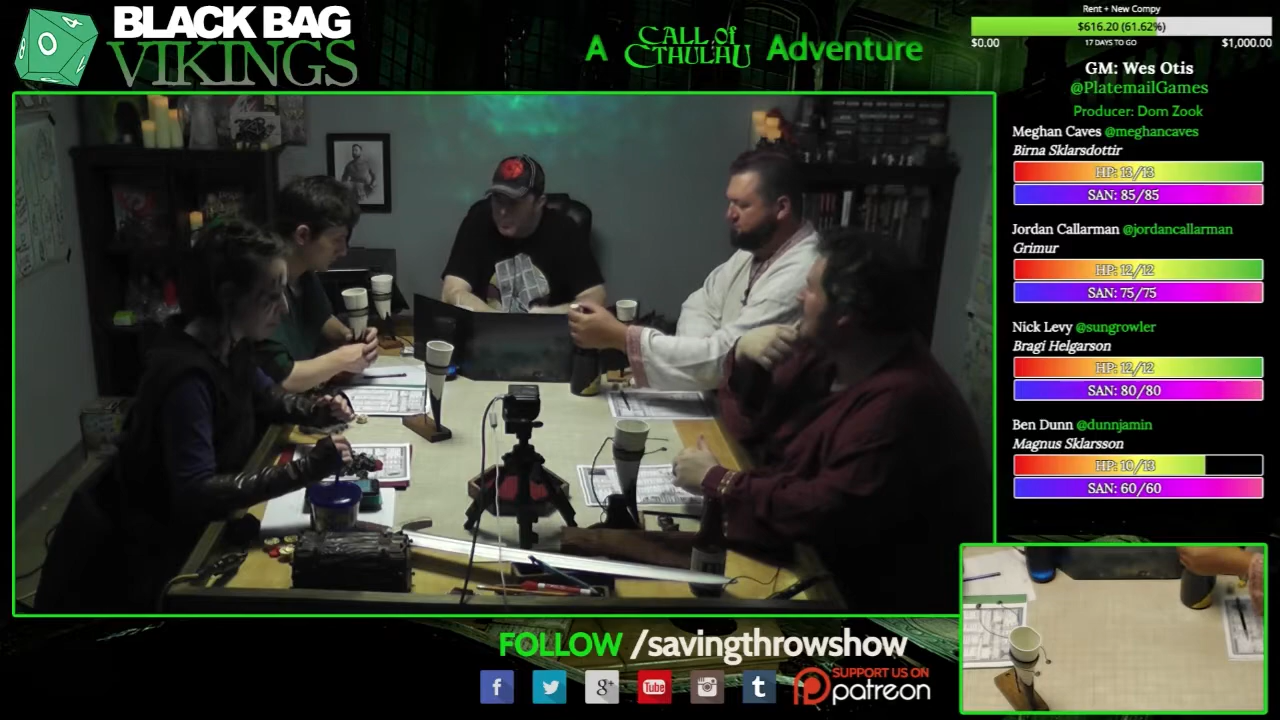 BLACK BAG
VIKINGS
A CALL of CTHULHU Adventure
Rent + New Compy
$616.20 (61.62%)
$0.00 17 DAYS TO GO $1,000.00
GM: Wes Otis
@PlatemailGames
Producer: Dom Zook
Meghan Caves @meghancaves
Birna Sklarsdottir
HP: 13/13
SAN: 85/85
Jordan Callarman @jordancallarman
Grimur
HP: 12/12
SAN: 75/75
Nick Levy @sungrowler
Bragi Helgarson
HP: 12/12
SAN: 80/80
Ben Dunn @dunnjamin
Magnus Sklarsson
HP: 10/13
SAN: 60/60
FOLLOW /savingthrowshow
f g+ You Tube t
SUPPORT US ON
patreon